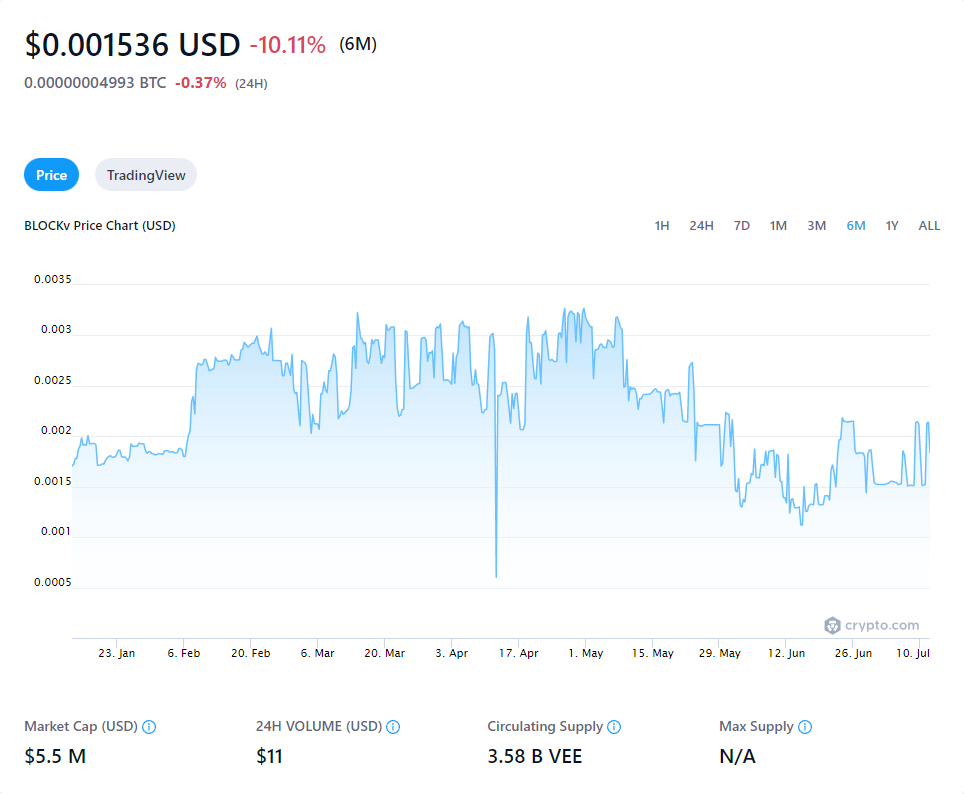 $0.001536 USD -10.11% (6M)
0.00000004993 BTC -0.37% (24H)
Price TradingView
BLOCKv Price Chart (USD) 1H 24H 7D 1M 3M 6M 1Y ALL
0.0035
0.003
0.0025
0.002
0.0015
0.001
0.0005
crypto.com
23. Jan 6. Feb 20. Feb 6. Mar 20. Mar 3. Apr 17. Apr 1. May 15. May 29. May 12. Jun 26. Jun 10. Jul
Market Cap (USD) 24H VOLUME (USD) Circulating Supply Max Supply
$5.5 M $11 3.58 B VEE N/A